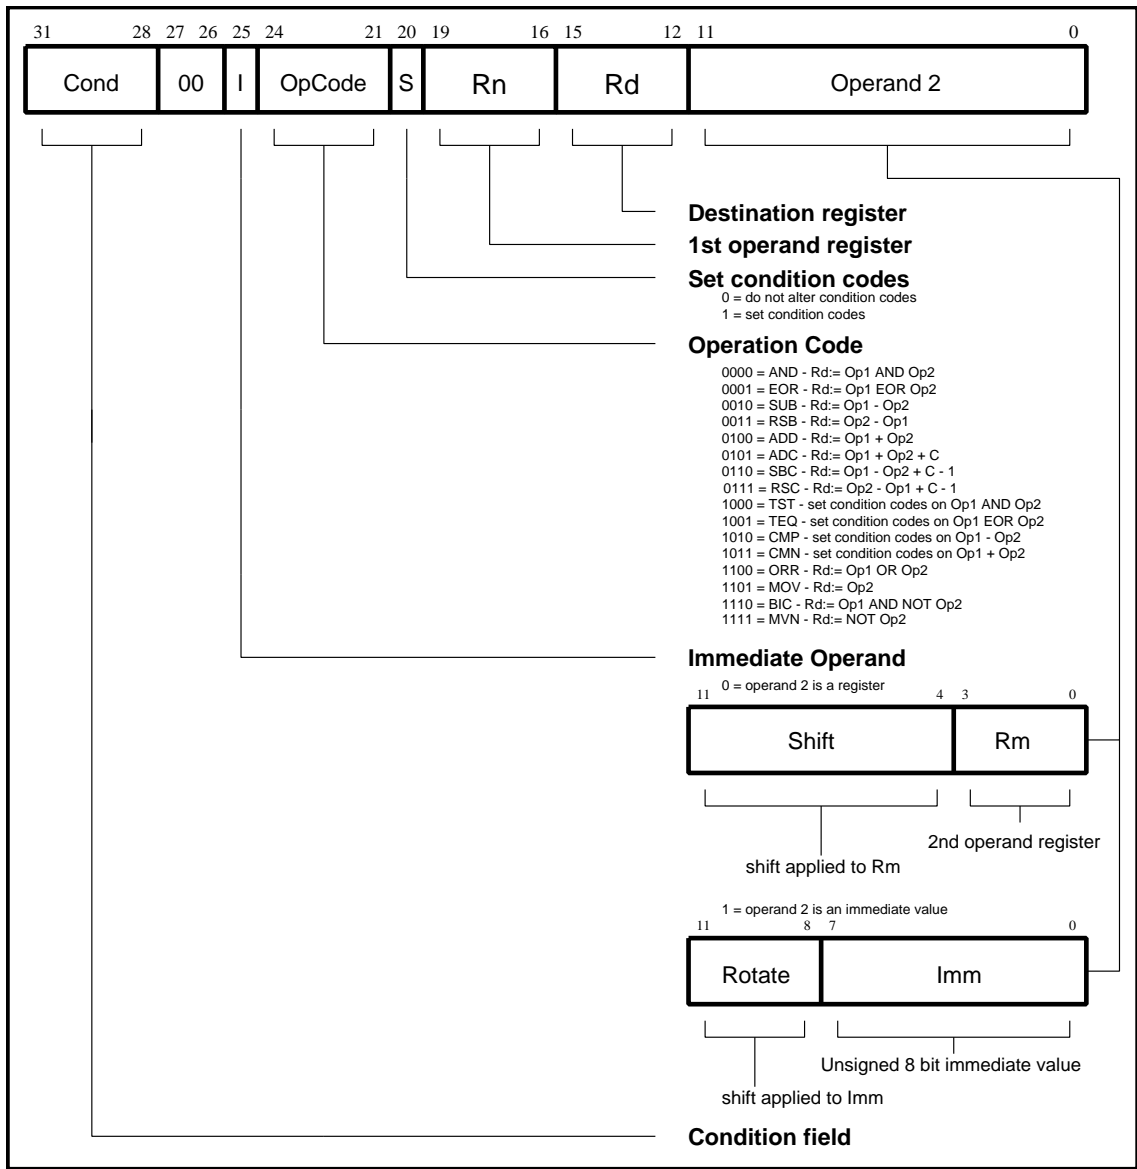 31 28 27 26 25 24 21 20 19 16 15 12 11 0
Cond 00 I OpCode S Rn Rd Operand 2
Destination register
1st operand register
Set condition codes
0 = do not alter condition codes
1 = set condition codes
Operation Code
0000 = AND - Rd:= Op1 AND Op2
0001 = EOR - Rd:= Op1 EOR Op2
0010 = SUB - Rd:= Op1 - Op2
0011 = RSB - Rd:= Op2 - Op1
0100 = ADD - Rd:= Op1 + Op2
0101 = ADC - Rd:= Op1 + Op2 + C
0110 = SBC - Rd:= Op1 - Op2 + C - 1
0111 = RSC - Rd:= Op2 - Op1 + C - 1
1000 = TST - set condition codes on Op1 AND Op2
1001 = TEQ - set condition codes on Op1 EOR Op2
1010 = CMP - set condition codes on Op1 - Op2
1011 = CMN - set condition codes on Op1 + Op2
1100 = ORR - Rd:= Op1 OR Op2
1101 = MOV - Rd:= Op2
1110 = BIC - Rd:= Op1 AND NOT Op2
1111 = MVN - Rd:= NOT Op2
Immediate Operand
0 = operand 2 is a register
11 4 3 0
Shift Rm
2nd operand register
shift applied to Rm
1 = operand 2 is an immediate value
11 8 7 0
Rotate Imm
Unsigned 8 bit immediate value
shift applied to Imm
Condition field